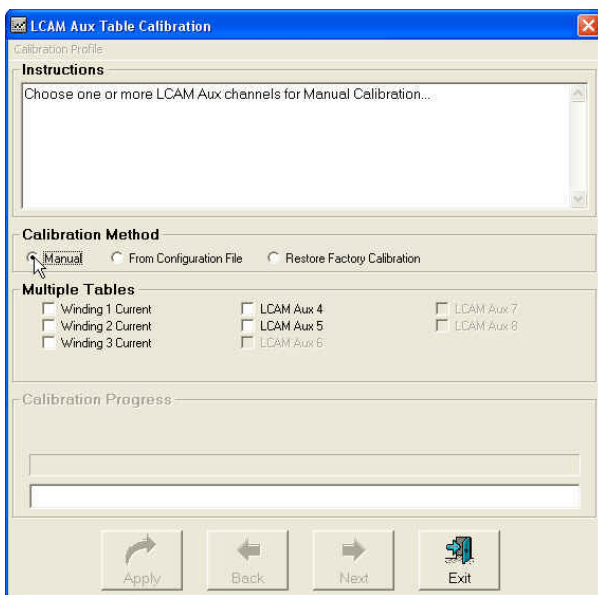 LCAM Aux Table Calibration
Calibration Profile
Instructions
Choose one or more LCAM Aux channels for Manual Calibration...
Calibration Method
Manual From Configuration File Restore Factory Calibration
Multiple Tables
Winding 1 Current LCAM Aux 4 LCAM Aux 7
Winding 2 Current LCAM Aux 5 LCAM Aux 8
Winding 3 Current LCAM Aux 6
Calibration Progress
Apply Back Next Exit